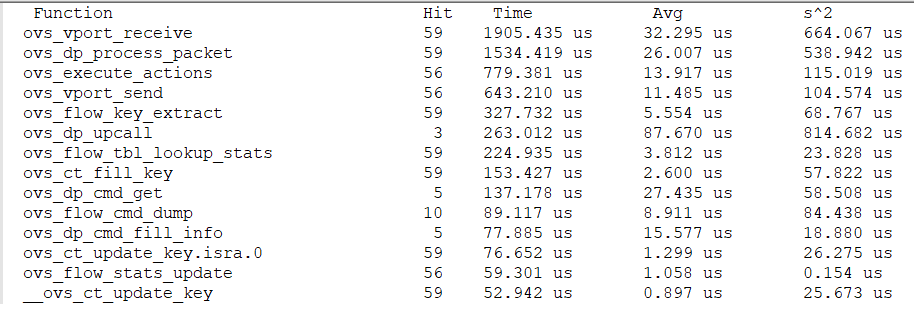 Function Hit Time Avg s^2
ovs_vport_receive 59 1905.435 us 32.295 us 664.067 us
ovs_dp_process_packet 59 1534.419 us 26.007 us 538.942 us
ovs_execute_actions 56 779.381 us 13.917 us 115.019 us
ovs_vport_send 56 643.210 us 11.485 us 104.574 us
ovs_flow_key_extract 59 327.732 us 5.554 us 68.767 us
ovs_dp_upcall 3 263.012 us 87.670 us 814.682 us
ovs_flow_tbl_lookup_stats 59 224.935 us 3.812 us 23.828 us
ovs_ct_fill_key 59 153.427 us 2.600 us 57.822 us
ovs_dp_cmd_get 5 137.178 us 27.435 us 58.508 us
ovs_flow_cmd_dump 10 89.117 us 8.911 us 84.438 us
ovs_dp_cmd_fill_info 5 77.885 us 15.577 us 18.880 us
ovs_ct_update_key.isra.0 59 76.652 us 1.299 us 26.275 us
ovs_flow_stats_update 56 59.301 us 1.058 us 0.154 us
__ovs_ct_update_key 59 52.942 us 0.897 us 25.673 us